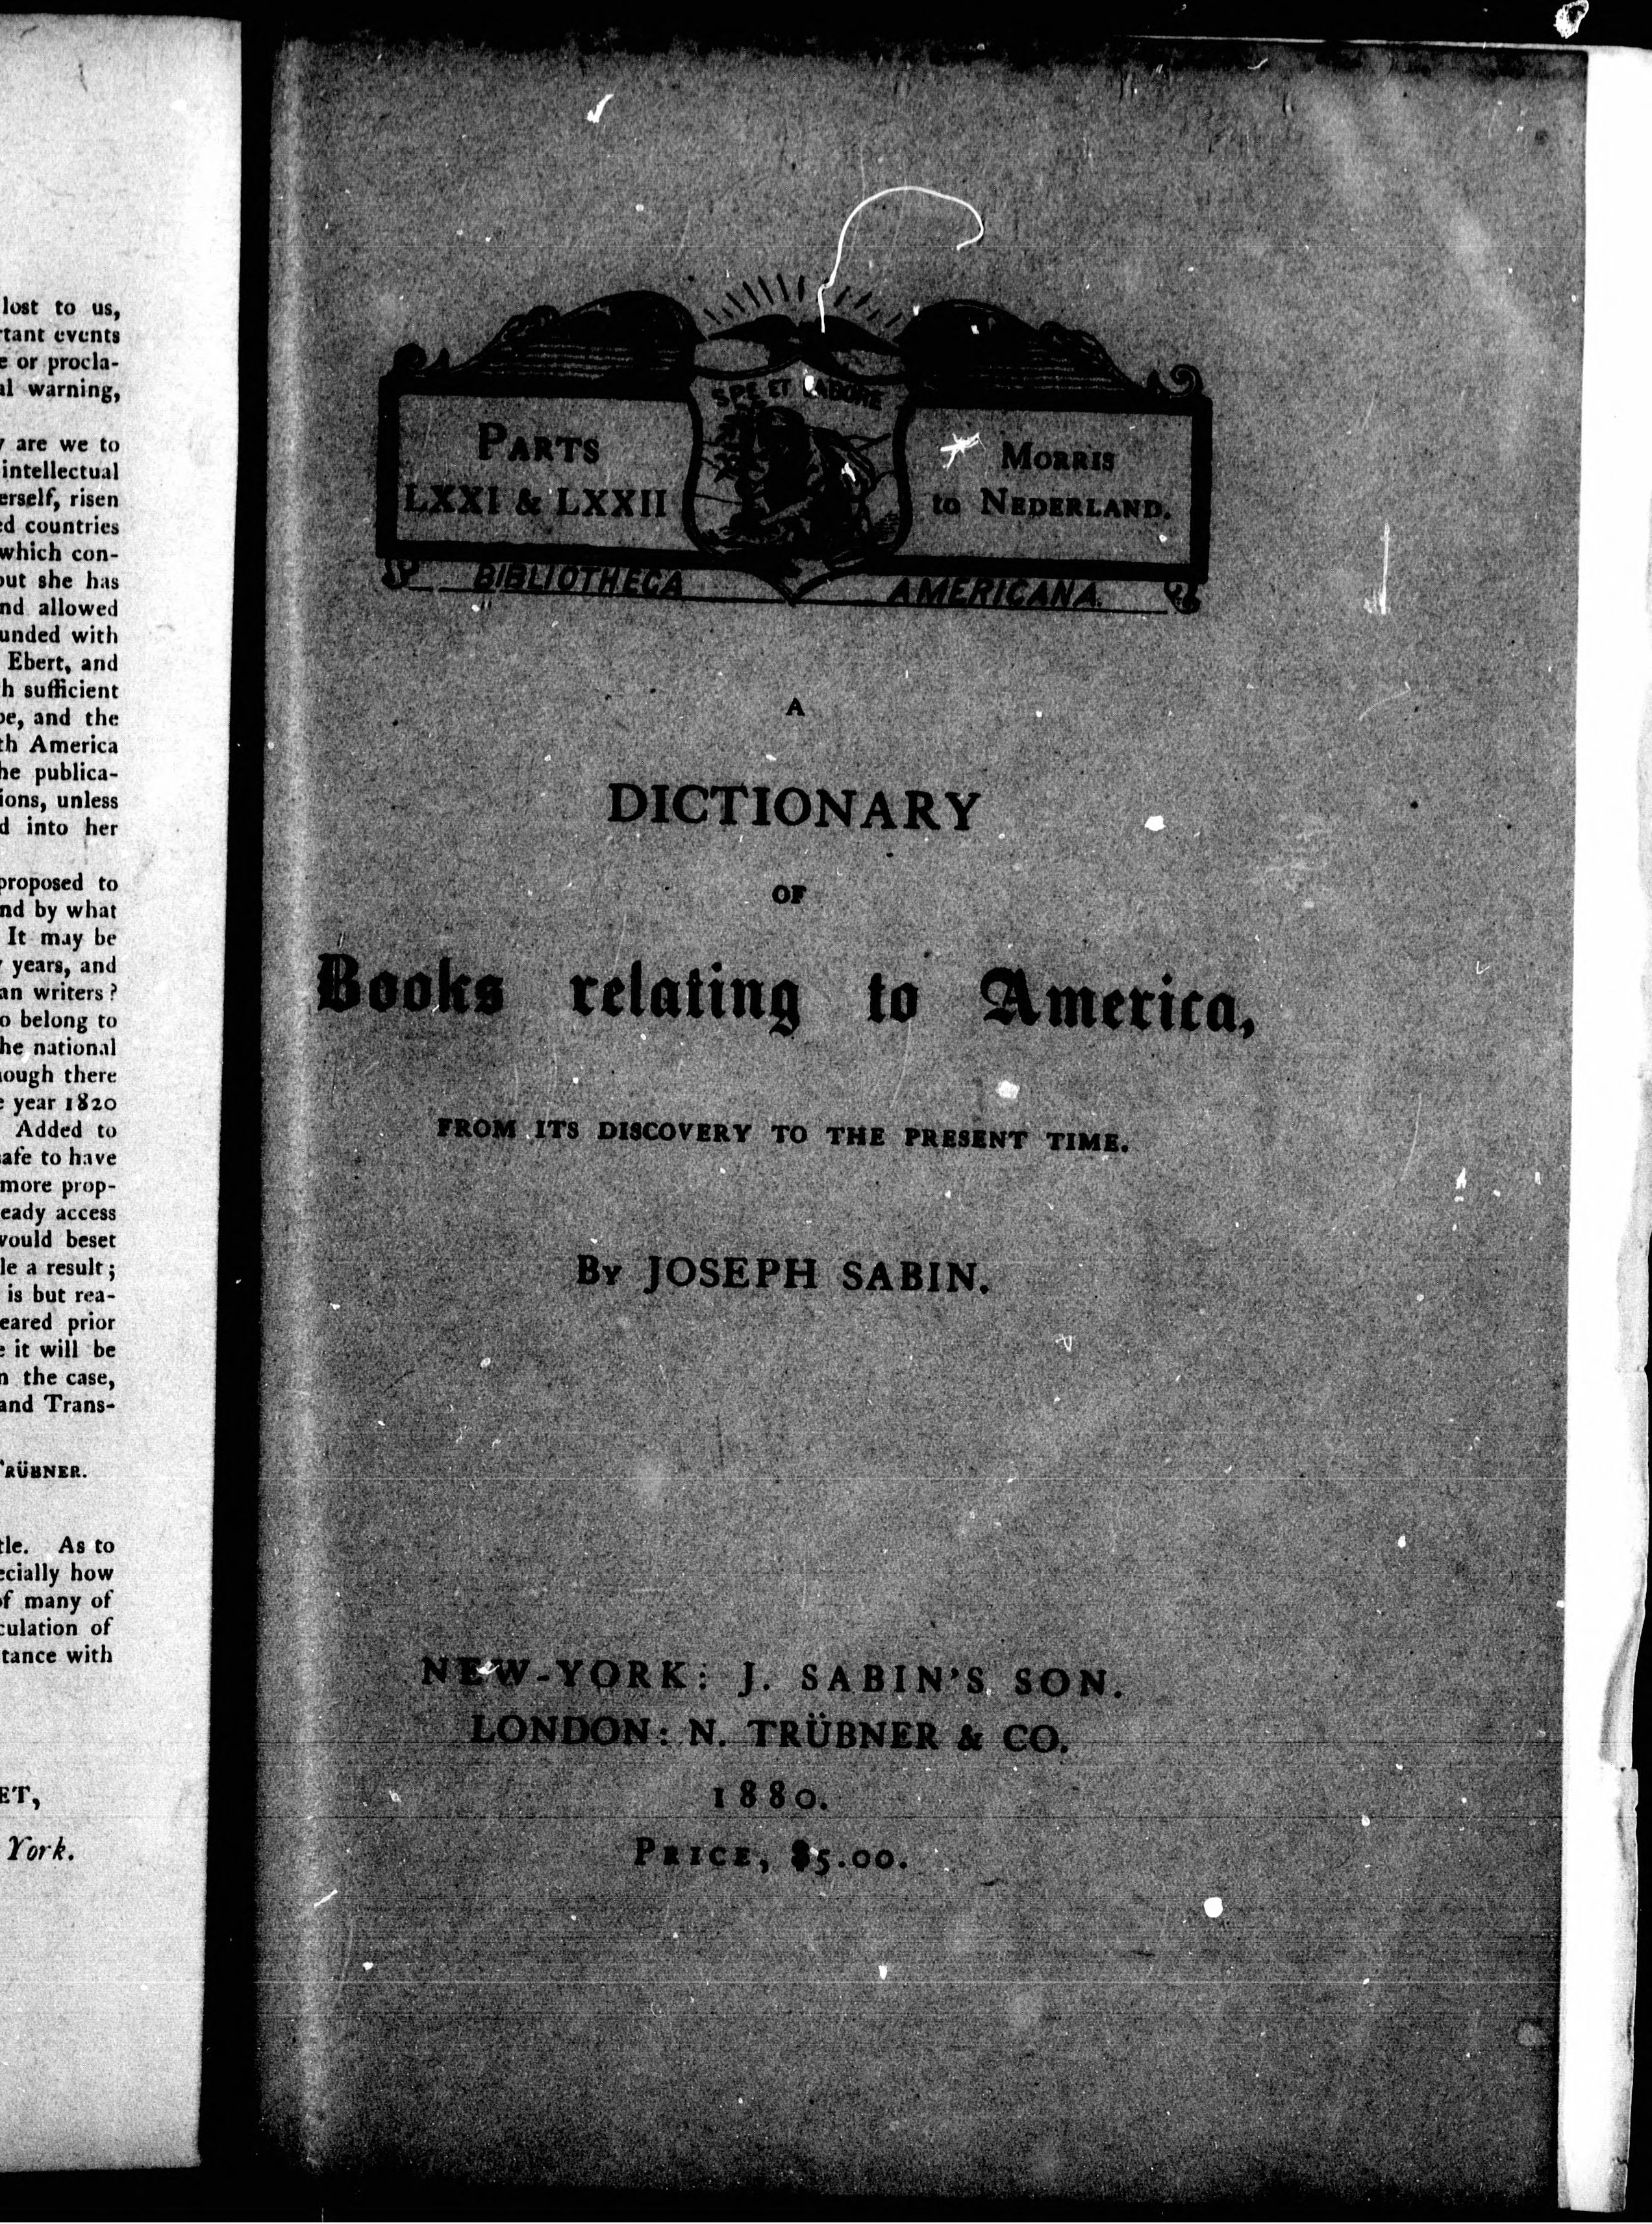 lost to us,
rtant events
e or procla-
al warning,
are we to
intellectual
erself, risen
ed countries
which con-
out she has
nd allowed
unded with
Ebert, and
h sufficient
pe, and the
th America
he publica-
ions, unless
d into her
proposed to
nd by what
It may be
years, and
an writers?
o belong to
he national
hough there
e year 1820
Added to
safe to have
more prop-
eady access
would beset
le a result;
is but rea-
eared prior
e it will be
n the case,
and Trans-
TRÜBNER.
tle. As to
ecially how
of many of
culation of
tance with
ET,
York.
SPE ET LABORE
PARTS
LXXI & LXXII
MORRIS
to NEDERLAND.
BIBLIOTHECA AMERICANA.
A
DICTIONARY
OF
Books relating to America,
FROM ITS DISCOVERY TO THE PRESENT TIME.
BY JOSEPH SABIN.
NEW-YORK: J. SABIN'S SON.
LONDON: N. TRÜBNER & CO.
1880.
PRICE, $5.00.